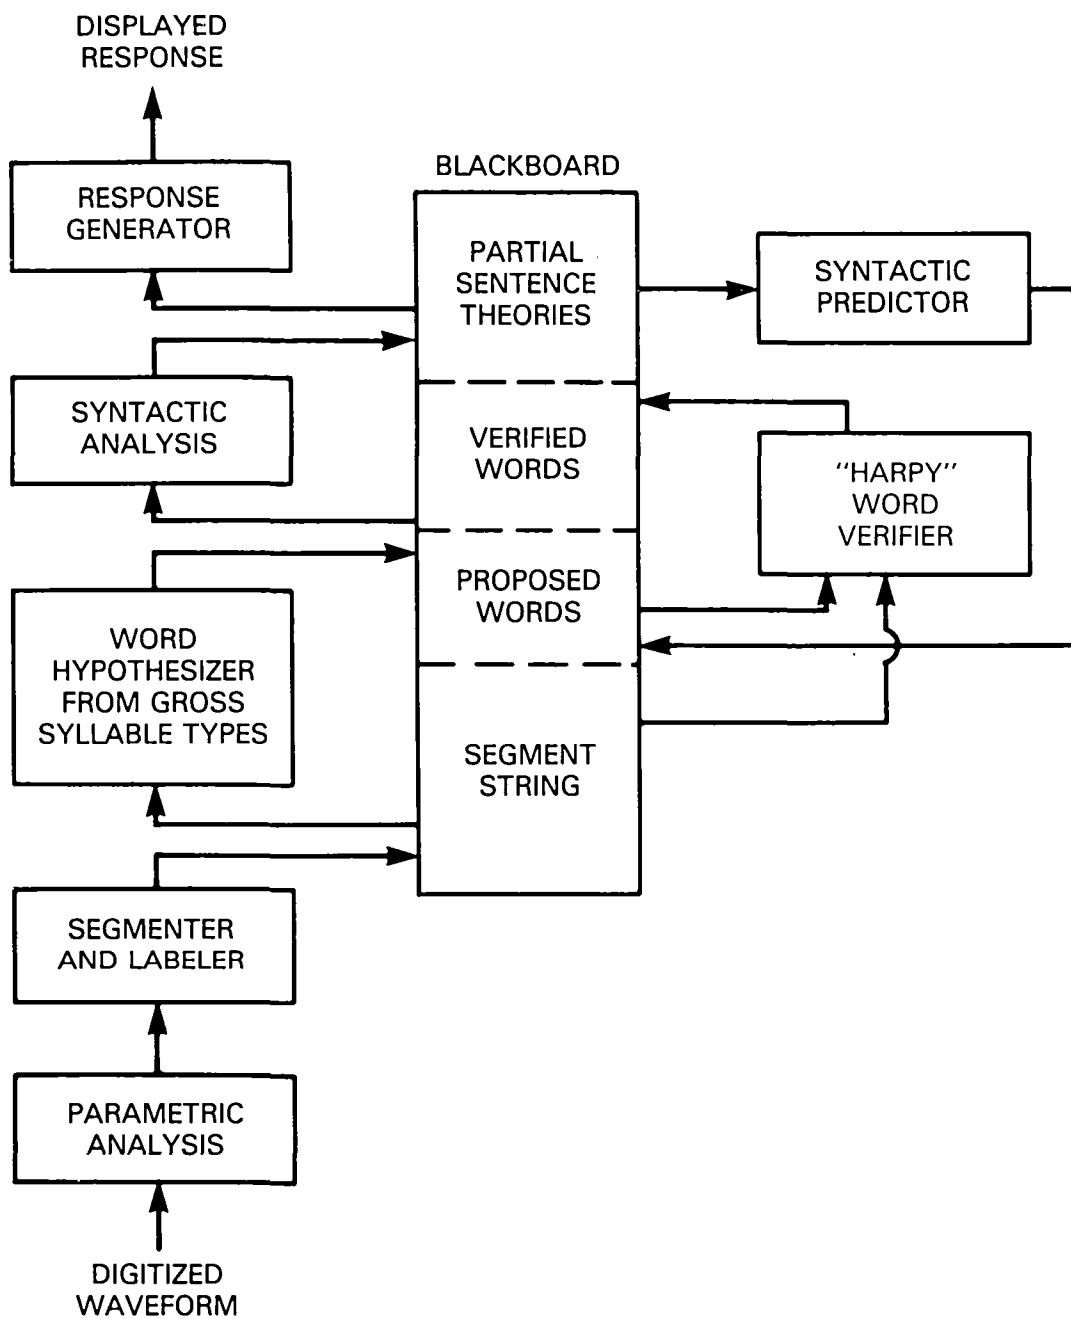 DISPLAYED
RESPONSE
RESPONSE
GENERATOR
SYNTACTIC
ANALYSIS
WORD
HYPOTHESIZER
FROM GROSS
SYLLABLE TYPES
SEGMENTER
AND LABELER
PARAMETRIC
ANALYSIS
DIGITIZED
WAVEFORM
BLACKBOARD
PARTIAL
SENTENCE
THEORIES
VERIFIED
WORDS
PROPOSED
WORDS
SEGMENT
STRING
SYNTACTIC
PREDICTOR
"HARPY"
WORD
VERIFIER